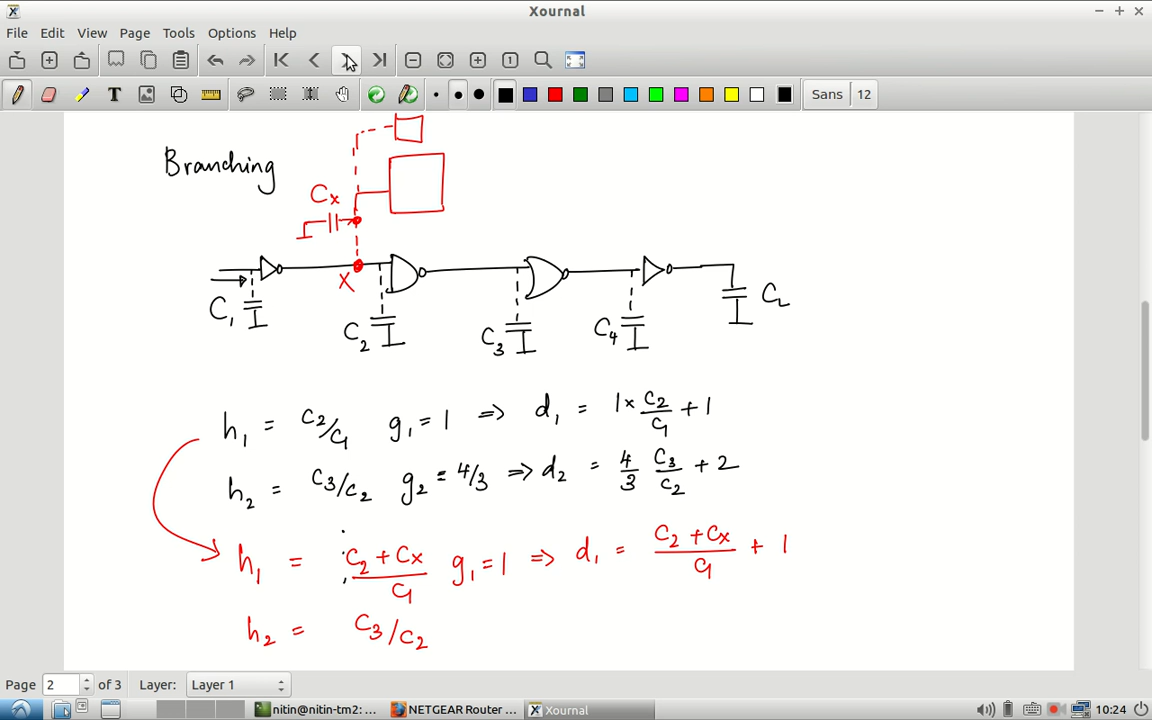 Xournal
File Edit View Page Tools Options Help
Sans 12
Branching
Cx
X
C1
C2
C3
C4
CL
h1 = C2/C1 g1 = 1 => d1 = 1 × C2/C1 + 1
h2 = C3/C2 g2 = 4/3 => d2 = 4/3 C3/C2 + 2
h1 = C2 + Cx / C1 g1 = 1 => d1 = C2 + Cx / C1 + 1
h2 = C3/C2
Page 2 of 3 Layer: Layer 1
nitin@nitin-tm2: ... NETGEAR Router ... Xournal 10:24